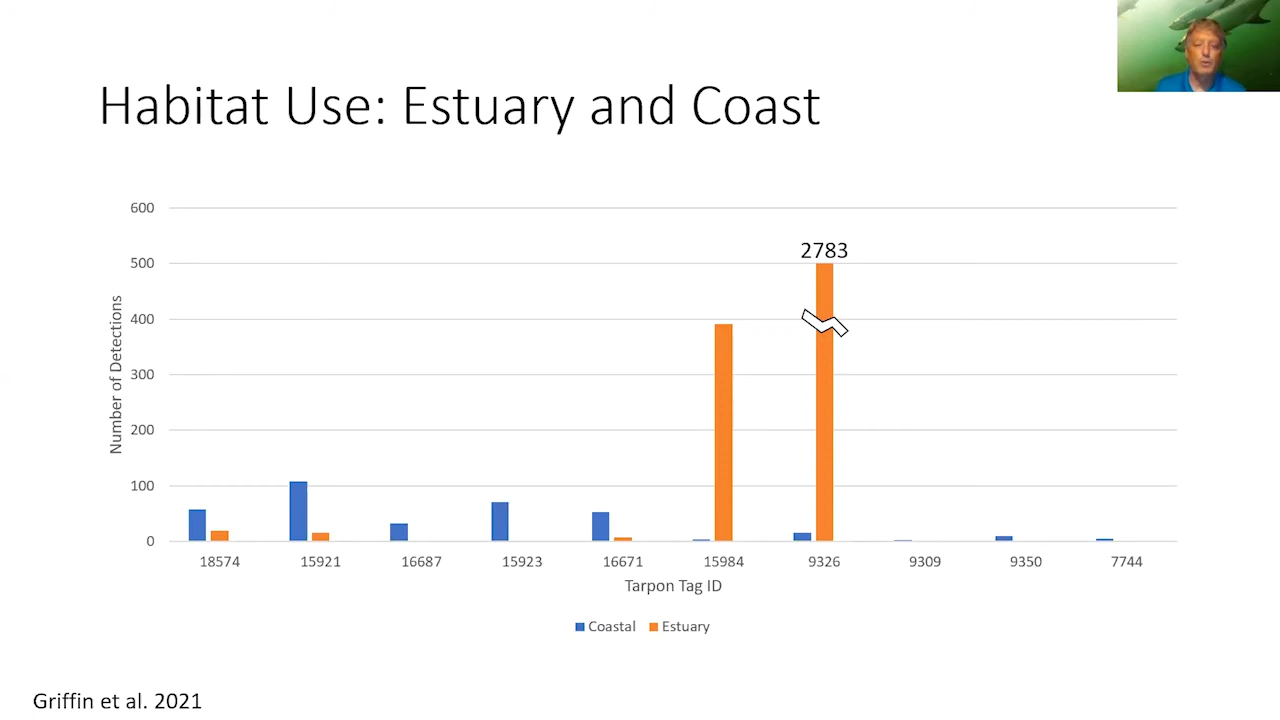 Habitat Use: Estuary and Coast
600
500
400
300
200
100
0
Number of Detections
2783
18574 15921 16687 15923 16671 15984 9326 9309 9350 7744
Tarpon Tag ID
Coastal Estuary
Griffin et al. 2021